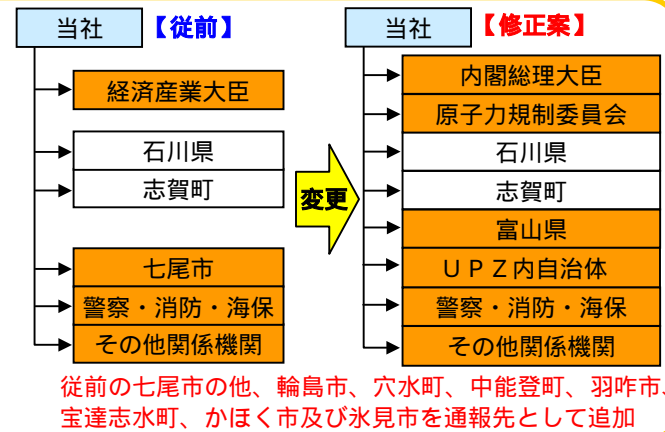 当社 【従前】
経済産業大臣
石川県
志賀町
七尾市
警察・消防・海保
その他関係機関
変更
当社 【修正案】
内閣総理大臣
原子力規制委員会
石川県
志賀町
富山県
ＵＰＺ内自治体
警察・消防・海保
その他関係機関
従前の七尾市の他、輪島市、穴水町、中能登町、羽咋市、
宝達志水町、かほく市及び氷見市を通報先として追加